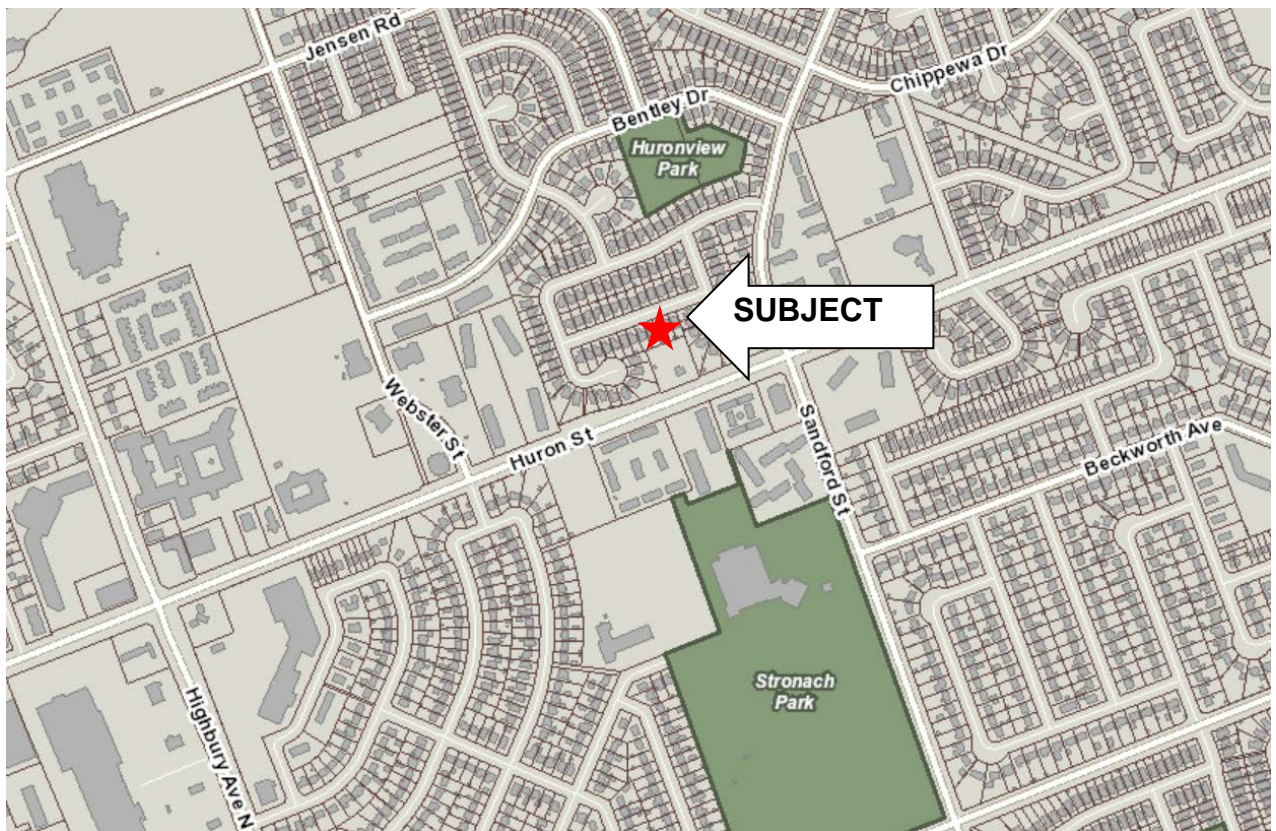 Jensen Rd
Chippewa Dr
Bentley Dr
Huronview
Park
SUBJECT
Webster St
Huron St
Sandford St
Beckworth Ave
Stronach
Park
Highbury Ave N